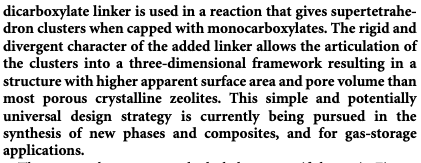 dicarboxylate linker is used in a reaction that gives supertetrahe-
dron clusters when capped with monocarboxylates. The rigid and
divergent character of the added linker allows the articulation of
the clusters into a three-dimensional framework resulting in a
structure with higher apparent surface area and pore volume than
most porous crystalline zeolites. This simple and potentially
universal design strategy is currently being pursued in the
synthesis of new phases and composites, and for gas-storage
applications.